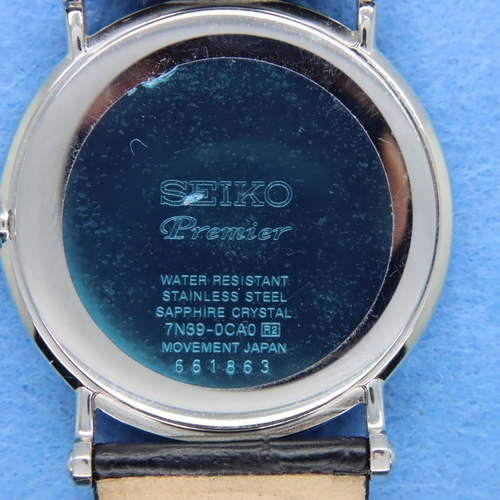 SEIKO
Premier
WATER RESISTANT
STAINLESS STEEL
SAPPHIRE CRYSTAL
7N39-0CA0 R2
MOVEMENT JAPAN
661863